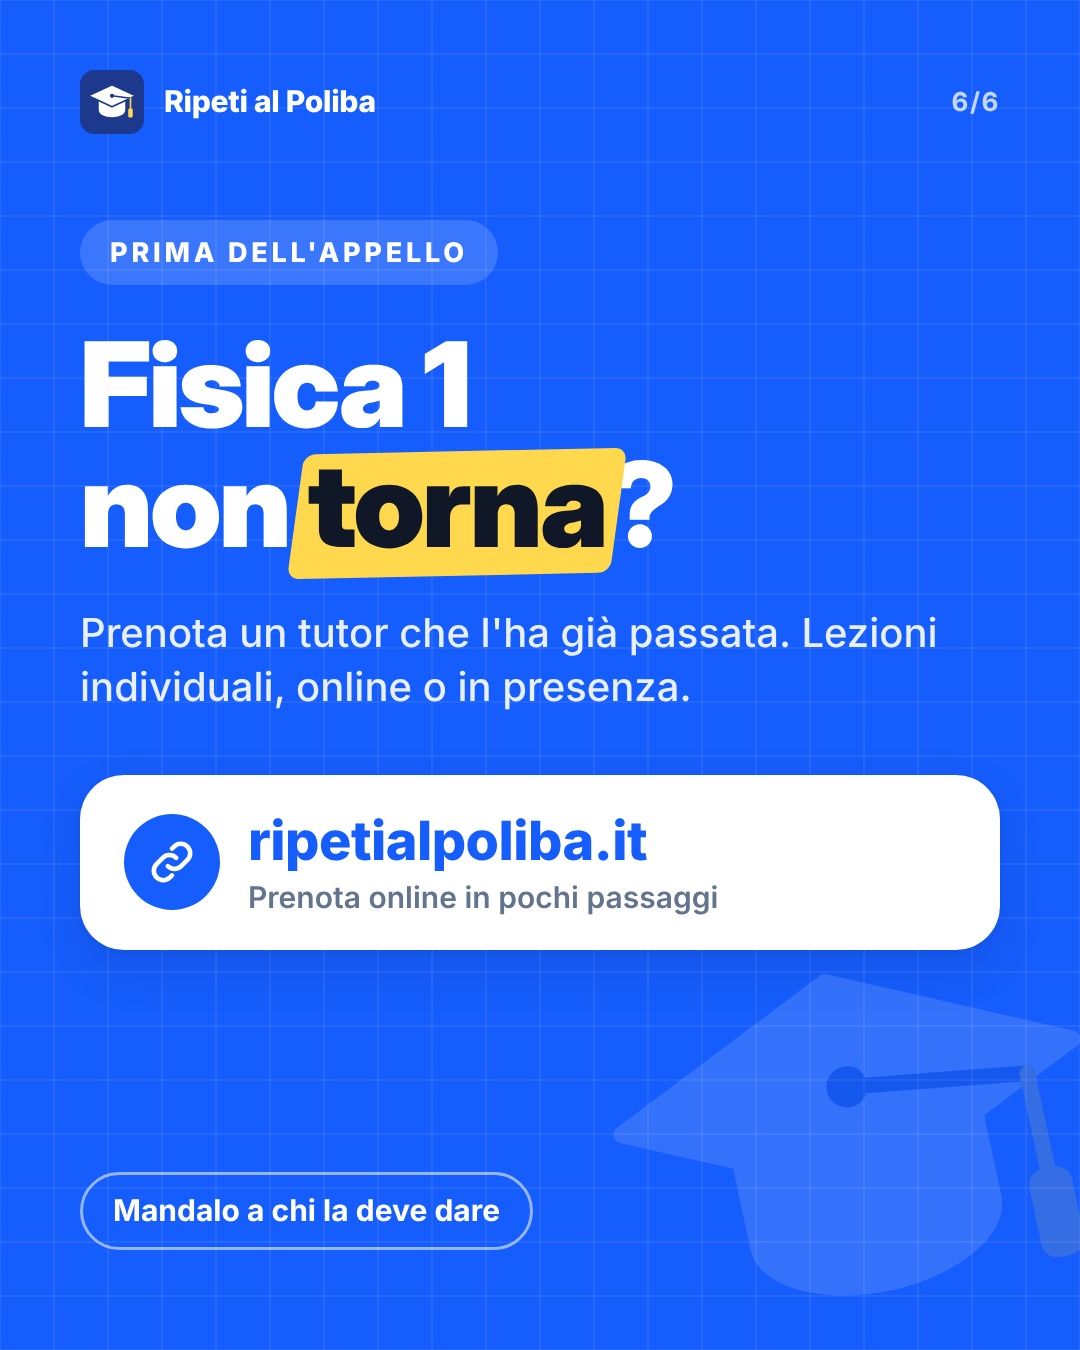 Ripeti al Poliba
6/6
PRIMA DELL'APPELLO
Fisica 1
non torna?
Prenota un tutor che l'ha già passata. Lezioni
individuali, online o in presenza.
ripetialpoliba.it
Prenota online in pochi passaggi
Mandalo a chi la deve dare